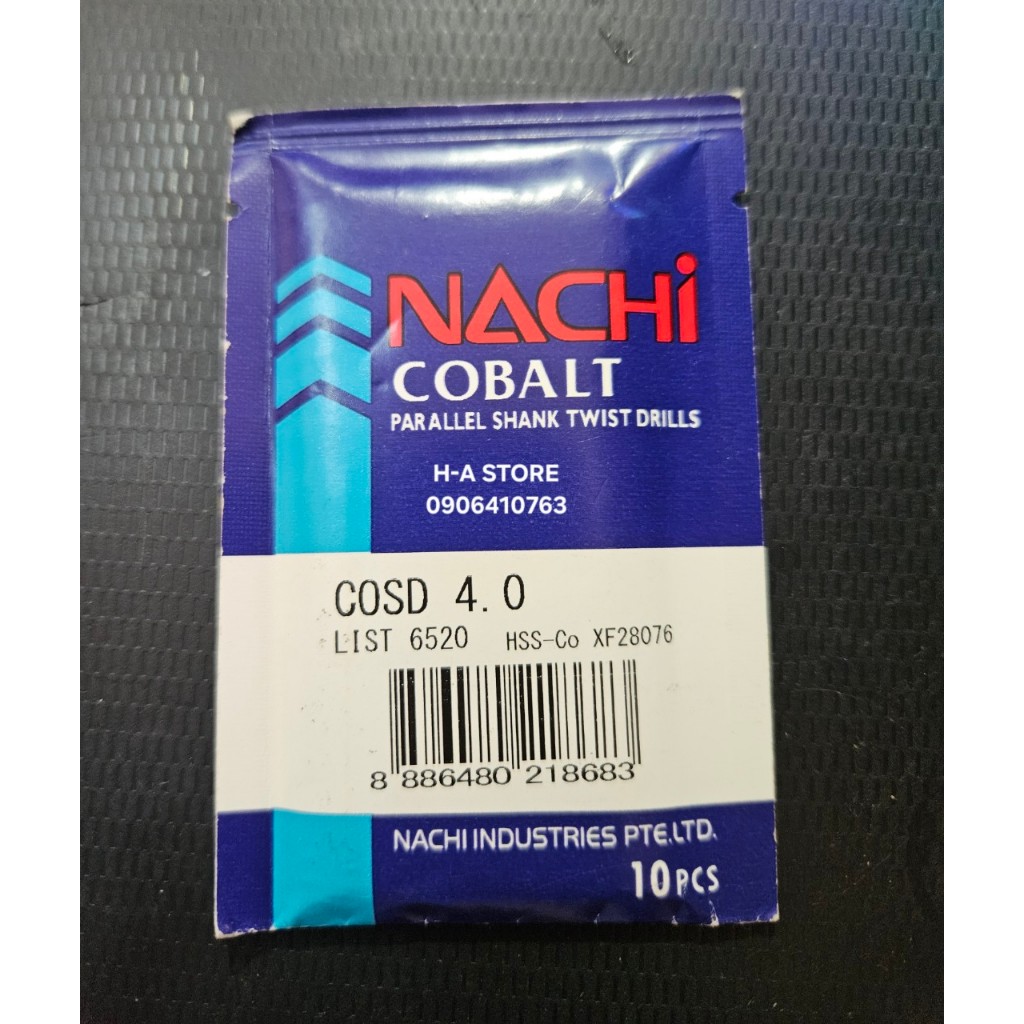 NACHi
COBALT
PARALLEL SHANK TWIST DRILLS
H-A STORE
0906410763
COSD 4.0
LIST 6520 HSS-Co XF28076
8 886480 218683
NACHI INDUSTRIES PTE.LTD.
10PCS